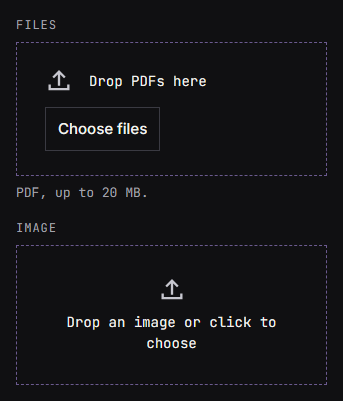 FILES
Drop PDFs here
Choose files
PDF, up to 20 MB.
IMAGE
Drop an image or click to
choose